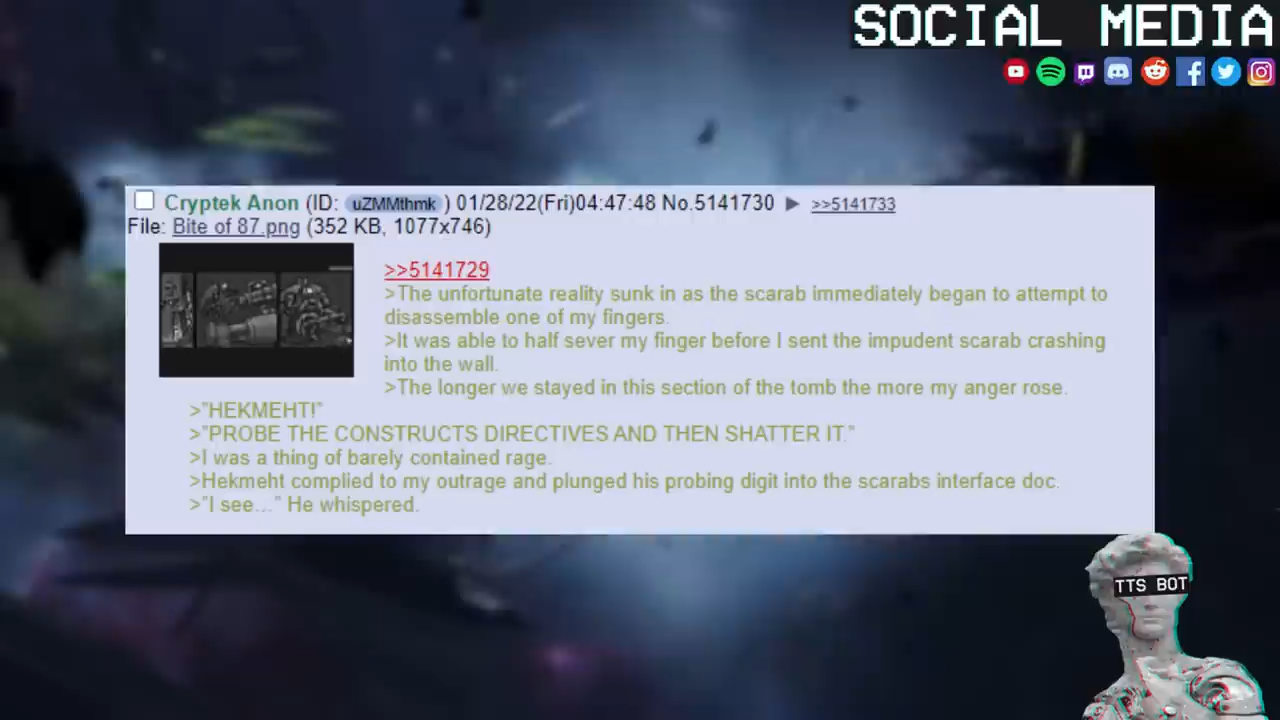 SOCIAL MEDIA
Cryptek Anon (ID: uZMMthmk ) 01/28/22(Fri)04:47:48 No.5141730 ▶ >>5141733
File: Bite of 87.png (352 KB, 1077x746)
>>5141729
>The unfortunate reality sunk in as the scarab immediately began to attempt to
disassemble one of my fingers.
>It was able to half sever my finger before I sent the impudent scarab crashing
into the wall.
>The longer we stayed in this section of the tomb the more my anger rose.
>"HEKMEHT!"
>"PROBE THE CONSTRUCTS DIRECTIVES AND THEN SHATTER IT."
>I was a thing of barely contained rage.
>Hekmeht complied to my outrage and plunged his probing digit into the scarabs interface doc.
>"I see…" He whispered.
TTS BOT